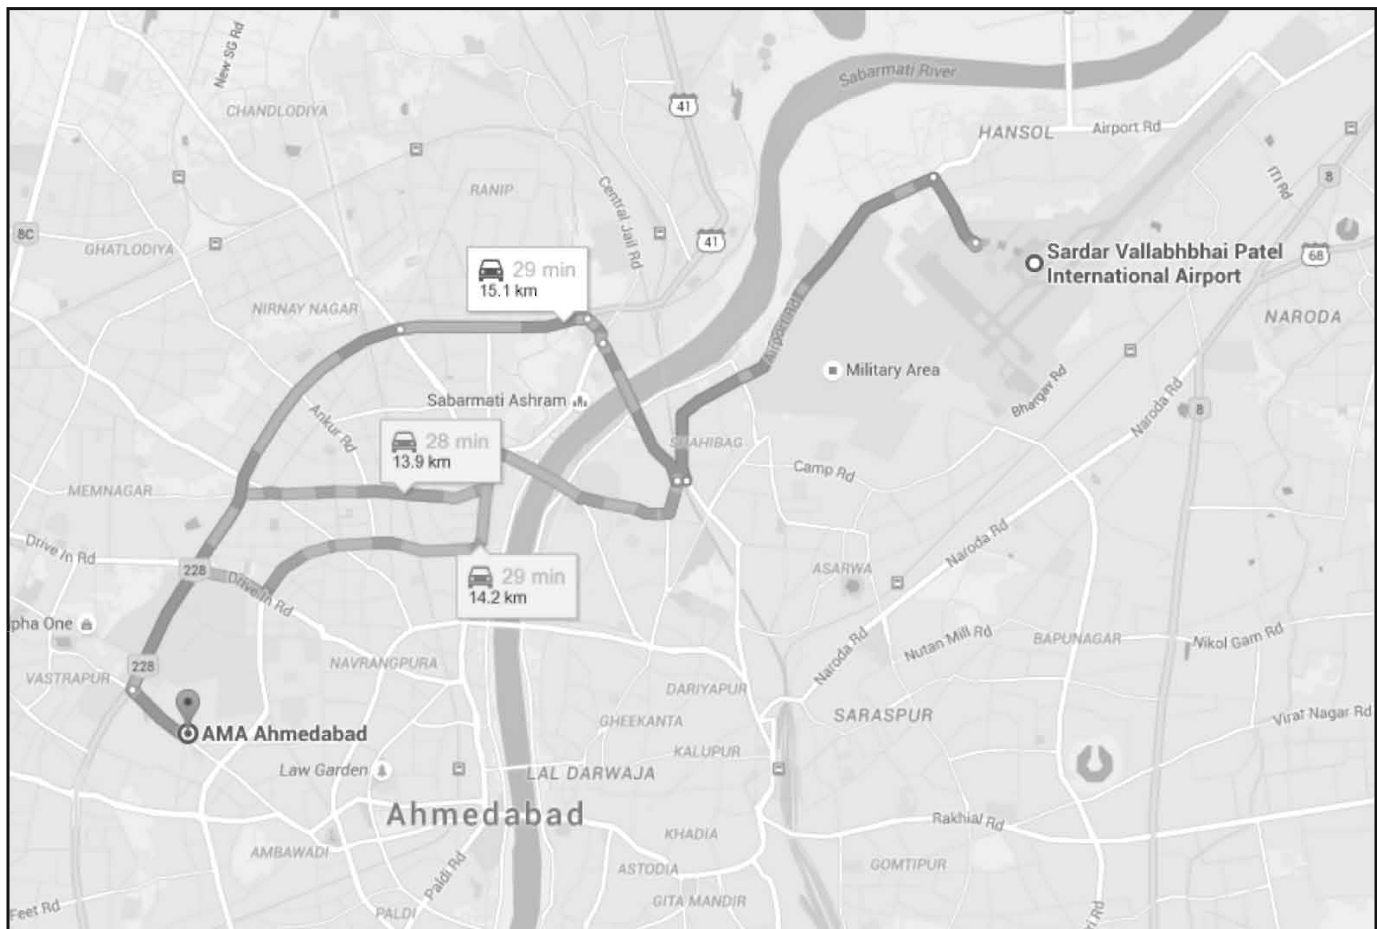 New SG Rd
CHANDLODIYA
41
Sabarmati River
HANSOL
Airport Rd
ITI Rd
8
RANIP
Central Jail Rd
8C
GHATLODIYA
41
Sardar Vallabhbhai Patel
International Airport
68
29 min
15.1 km
NIRNAY NAGAR
NARODA
Airport Rd
Military Area
Bhargav Rd
Naroda Rd
8
Sabarmati Ashram
Ankur Rd
28 min
13.9 km
SHAHIBAG
Camp Rd
MEMNAGAR
Drive In Rd
228
Drive In Rd
29 min
14.2 km
Naroda Rd
ASARWA
pha One
228
VASTRAPUR
NAVRANGPURA
Naroda Rd
Nutan Mill Rd
BAPUNAGAR
Nikol Gam Rd
DARIYAPUR
AMA Ahmedabad
GHEEKANTA
SARASPUR
Virat Nagar Rd
KALUPUR
Law Garden
LAL DARWAJA
Ahmedabad
KHADIA
Rakhial Rd
AMBAWADI
Paldi Rd
ASTODIA
GOMTIPUR
GITA MANDIR
Feet Rd
PALDI